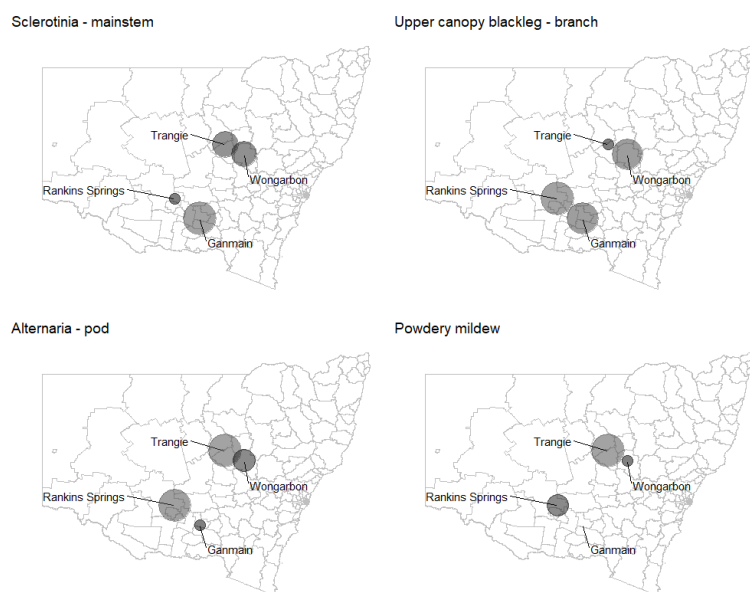 Sclerotinia - mainstem
Trangie
Wongarbon
Rankins Springs
Ganmain
Upper canopy blackleg - branch
Trangie
Wongarbon
Rankins Springs
Ganmain
Alternaria - pod
Trangie
Wongarbon
Rankins Springs
Ganmain
Powdery mildew
Trangie
Wongarbon
Rankins Springs
Ganmain